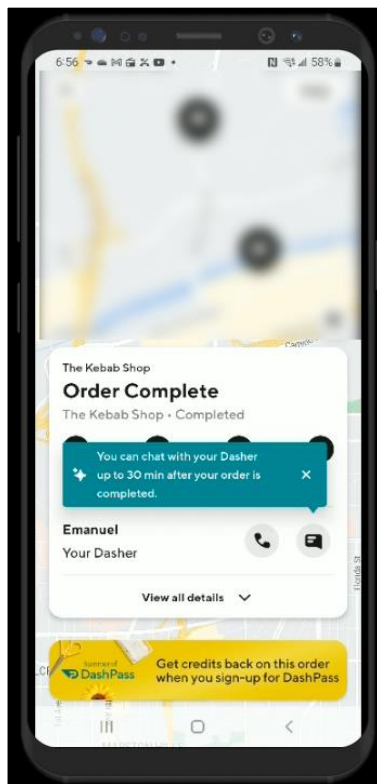 6:56
58%
The Kebab Shop
Order Complete
The Kebab Shop • Completed
You can chat with your Dasher
up to 30 min after your order is
completed.
Emanuel
Your Dasher
View all details
Florida St
Summer of
DashPass
Get credits back on this order
when you sign-up for DashPass